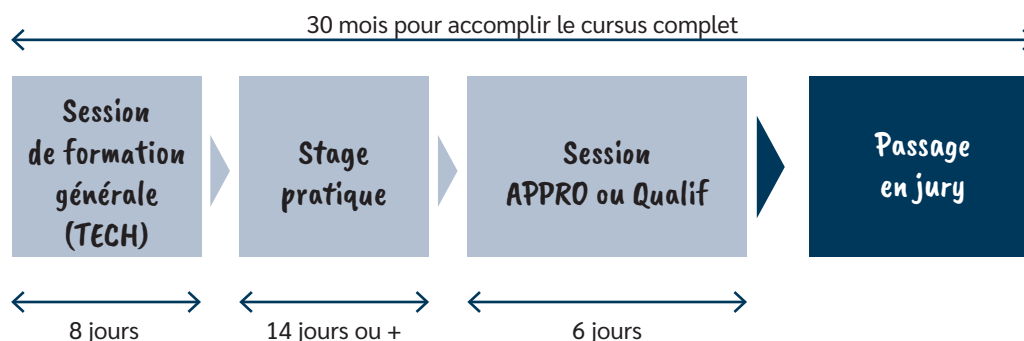 30 mois pour accomplir le cursus complet
Session
de formation
générale
(TECH)
Stage
pratique
Session
APPRO ou Qualif
Passage
en jury
8 jours
14 jours ou +
6 jours